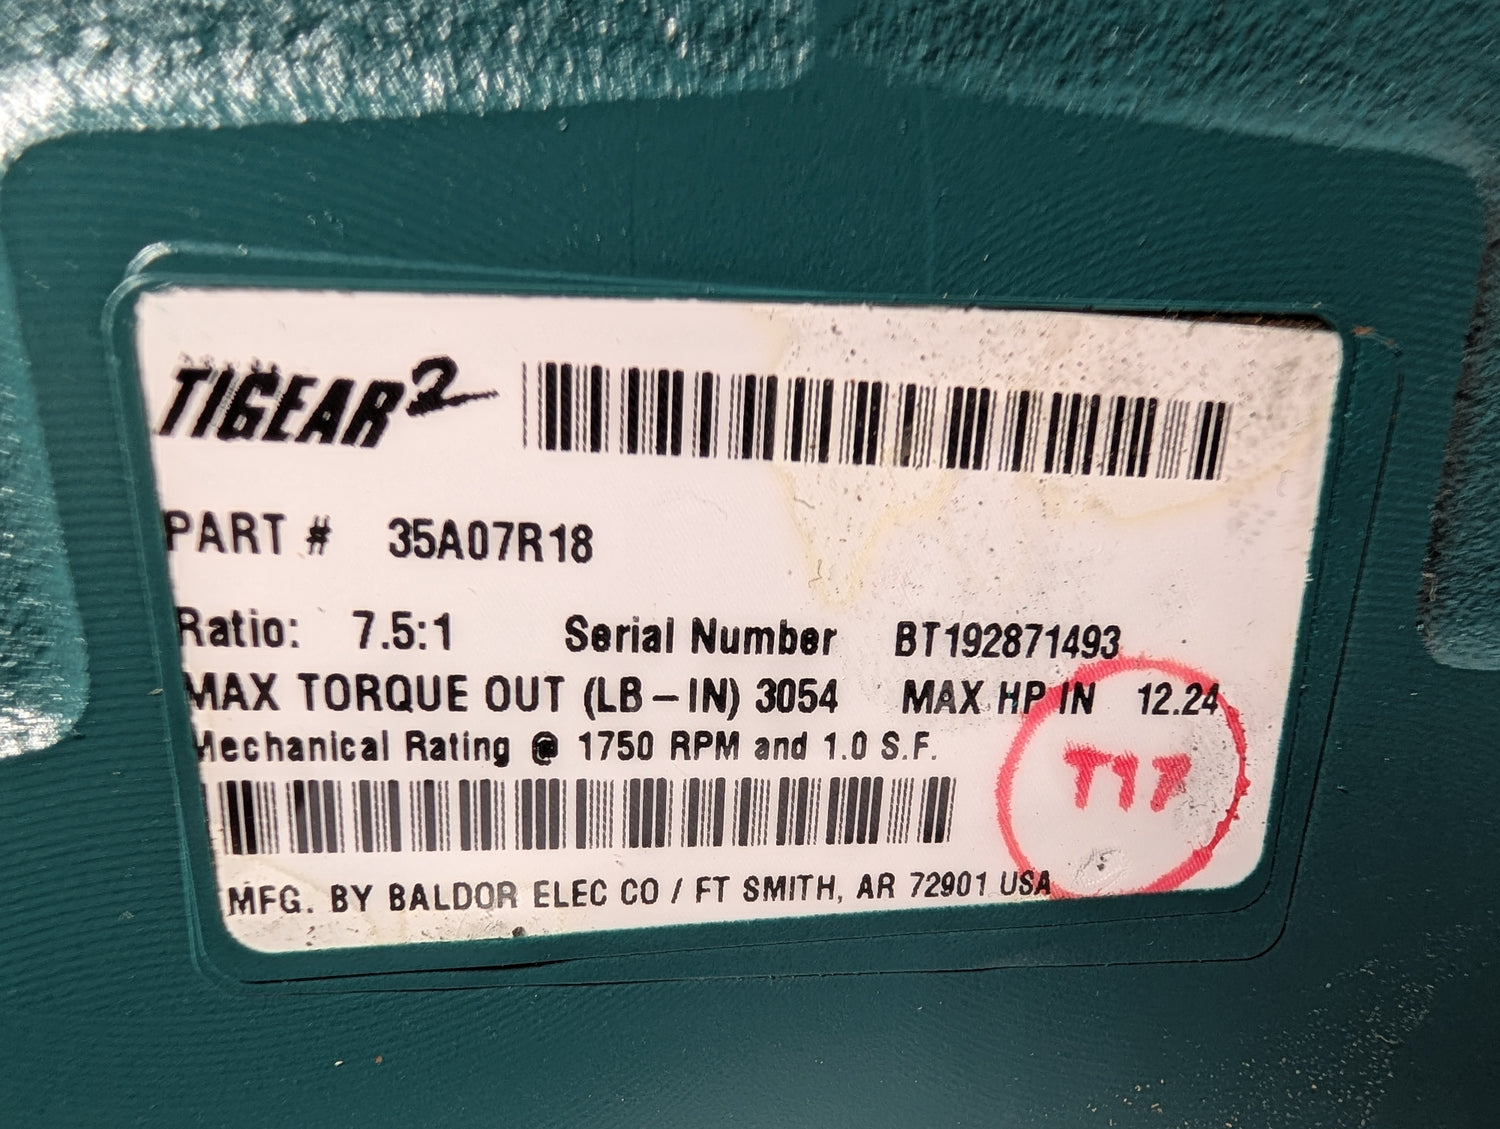 TIGEAR2
PART # 35A07R18
Ratio: 7.5:1 Serial Number BT192871493
MAX TORQUE OUT (LB-IN) 3054 MAX HP IN 12.24
Mechanical Rating @ 1750 RPM and 1.0 S.F.
T17
MFG. BY BALDOR ELEC CO / FT SMITH, AR 72901 USA